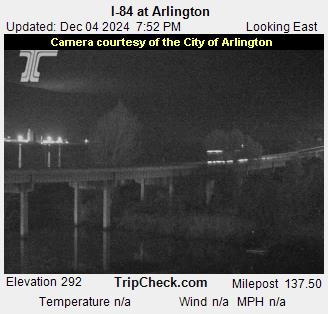 I-84 at Arlington
Updated: Dec 04 2024 7:52 PM Looking East
Camera courtesy of the City of Arlington
Elevation 292 TripCheck.com Milepost 137.50
Temperature n/a Wind n/a MPH n/a